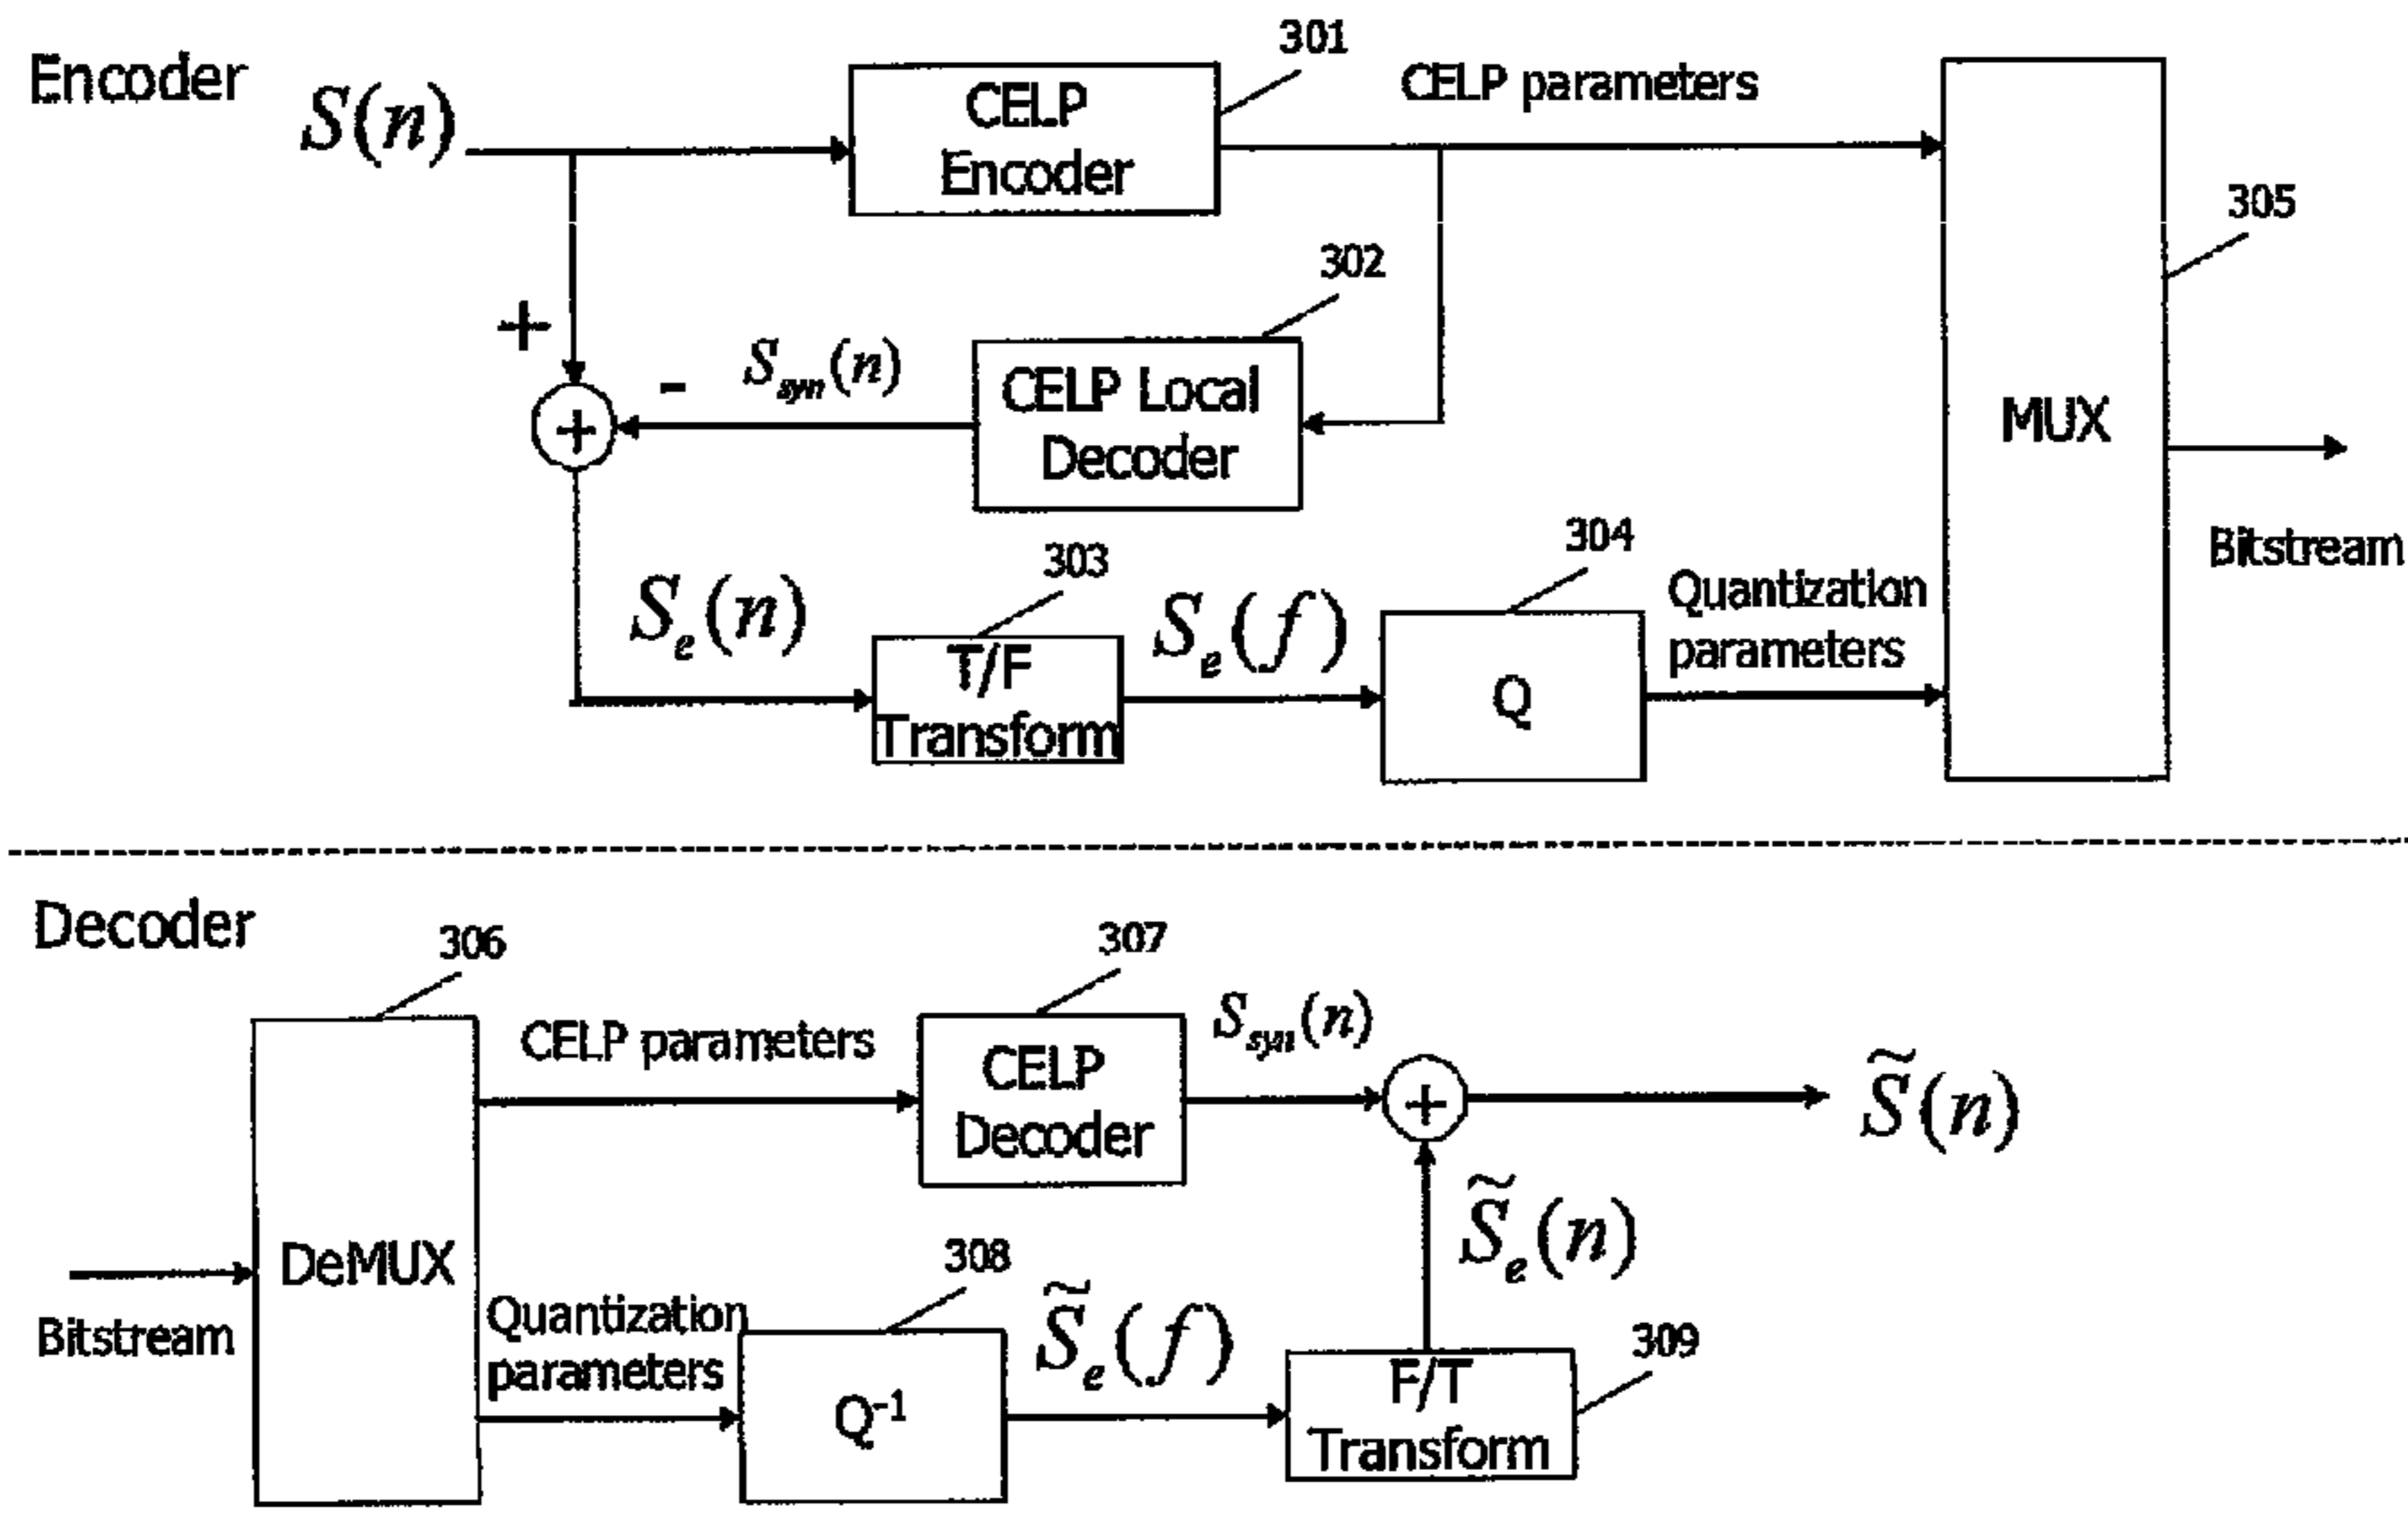 Encoder
S(n)
301
CELP
Encoder
CELP parameters
305
302
+
-
S_syn(n)
CELP Local
Decoder
+
MUX
Bitstream
S_e(n)
303
T/F
Transform
S_e(f)
304
Q
Quantization
parameters
Decoder
306
DeMUX
Bitstream
CELP parameters
307
CELP
Decoder
S_syn(n)
+
S̃(n)
S̃_e(n)
Quantization
parameters
308
Q⁻¹
S̃_e(f)
309
F/T
Transform